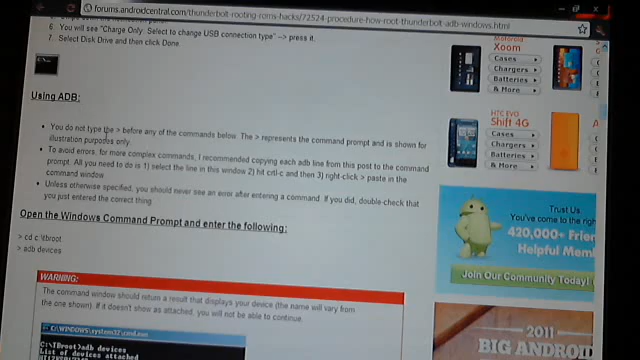 forums.androidcentral.com/thunderbolt-rooting-roms-hacks/72524-procedure-how-root-thunderbolt-adb-windows.html
6. You will see "Charge Only Select to change USB connection type" --> press it.
7. Select Disk Drive and then click Done.
Using ADB:
You do not type the > before any of the commands below. The > represents the command prompt and is shown for
illustration purposes only.
To avoid errors, for more complex commands, I recommended copying each adb line from this post to the command
prompt. All you need to do is 1) select the line in this window 2) hit crtl-c and then 3) right-click > paste in the
command window
Unless otherwise specified, you should never see an error after entering a command. If you did, double-check that
you just entered the correct thing.
Open the Windows Command Prompt and enter the following:
> cd c:\tbroot
> adb devices
WARNING:
The command window should return a result that displays your device (the name will vary from
the one shown). If it doesn't show as attached, you will not be able to continue.
C:\WINDOWS\system32\cmd.exe
C:\TBroot>adb devices
List of devices attached
Motorola
Xoom
Cases
Chargers
Batteries
& More
HTC EVO
Shift 4G
Cases
Chargers
Batteries
& More
Trust Us
You've come to the righ
420,000+ Frien
Helpful Mem
Join Our Community Today!
2011
BIG ANDROID